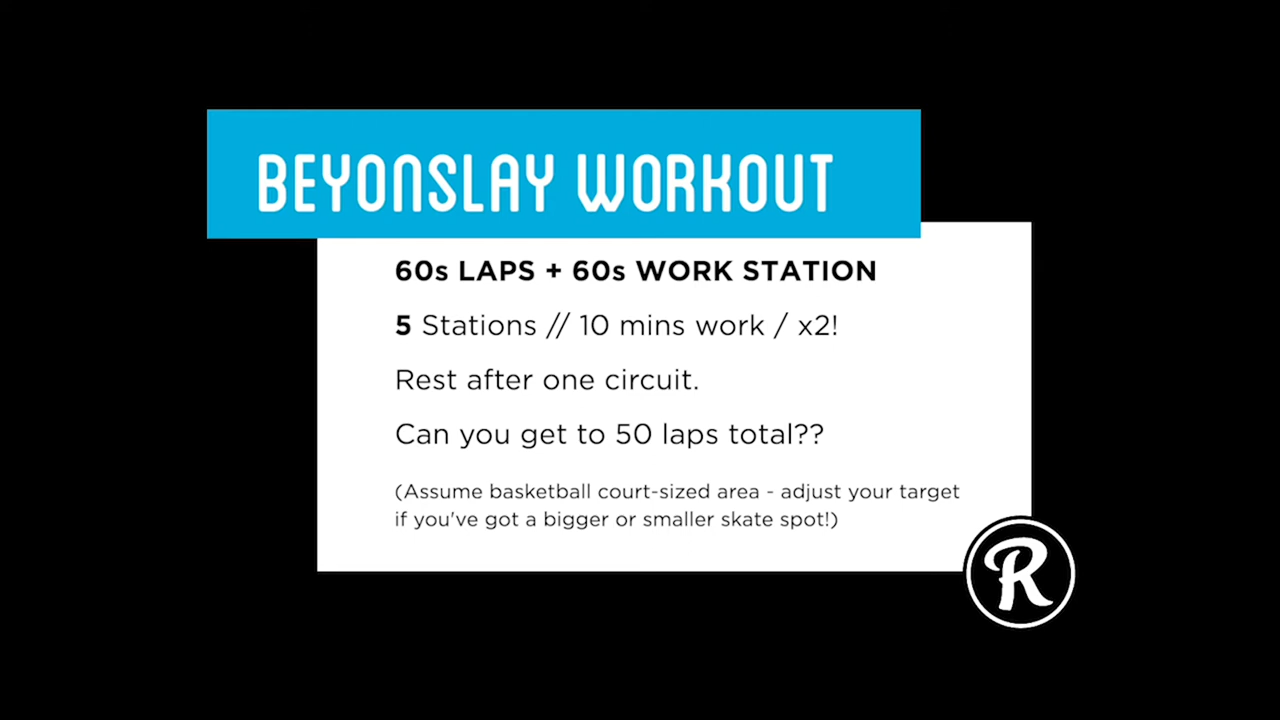 BEYONSLAY WORKOUT
60s LAPS + 60s WORK STATION
5 Stations // 10 mins work / x2!
Rest after one circuit.
Can you get to 50 laps total??
(Assume basketball court-sized area - adjust your target
if you've got a bigger or smaller skate spot!)
R